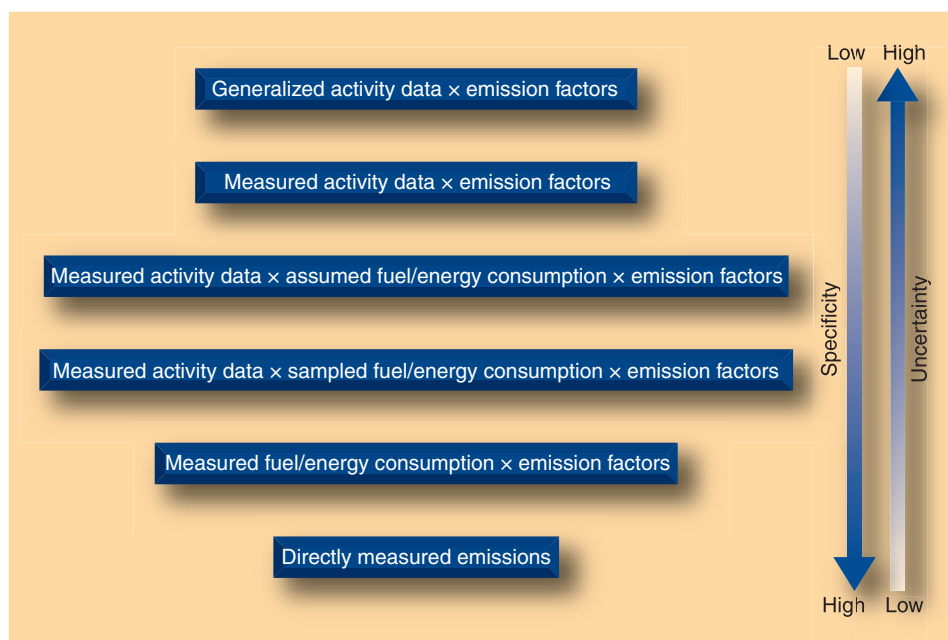 Low High
Generalized activity data × emission factors
Measured activity data × emission factors
Measured activity data × assumed fuel/energy consumption × emission factors
Measured activity data × sampled fuel/energy consumption × emission factors
Measured fuel/energy consumption × emission factors
Directly measured emissions
Specificity
Uncertainty
High Low